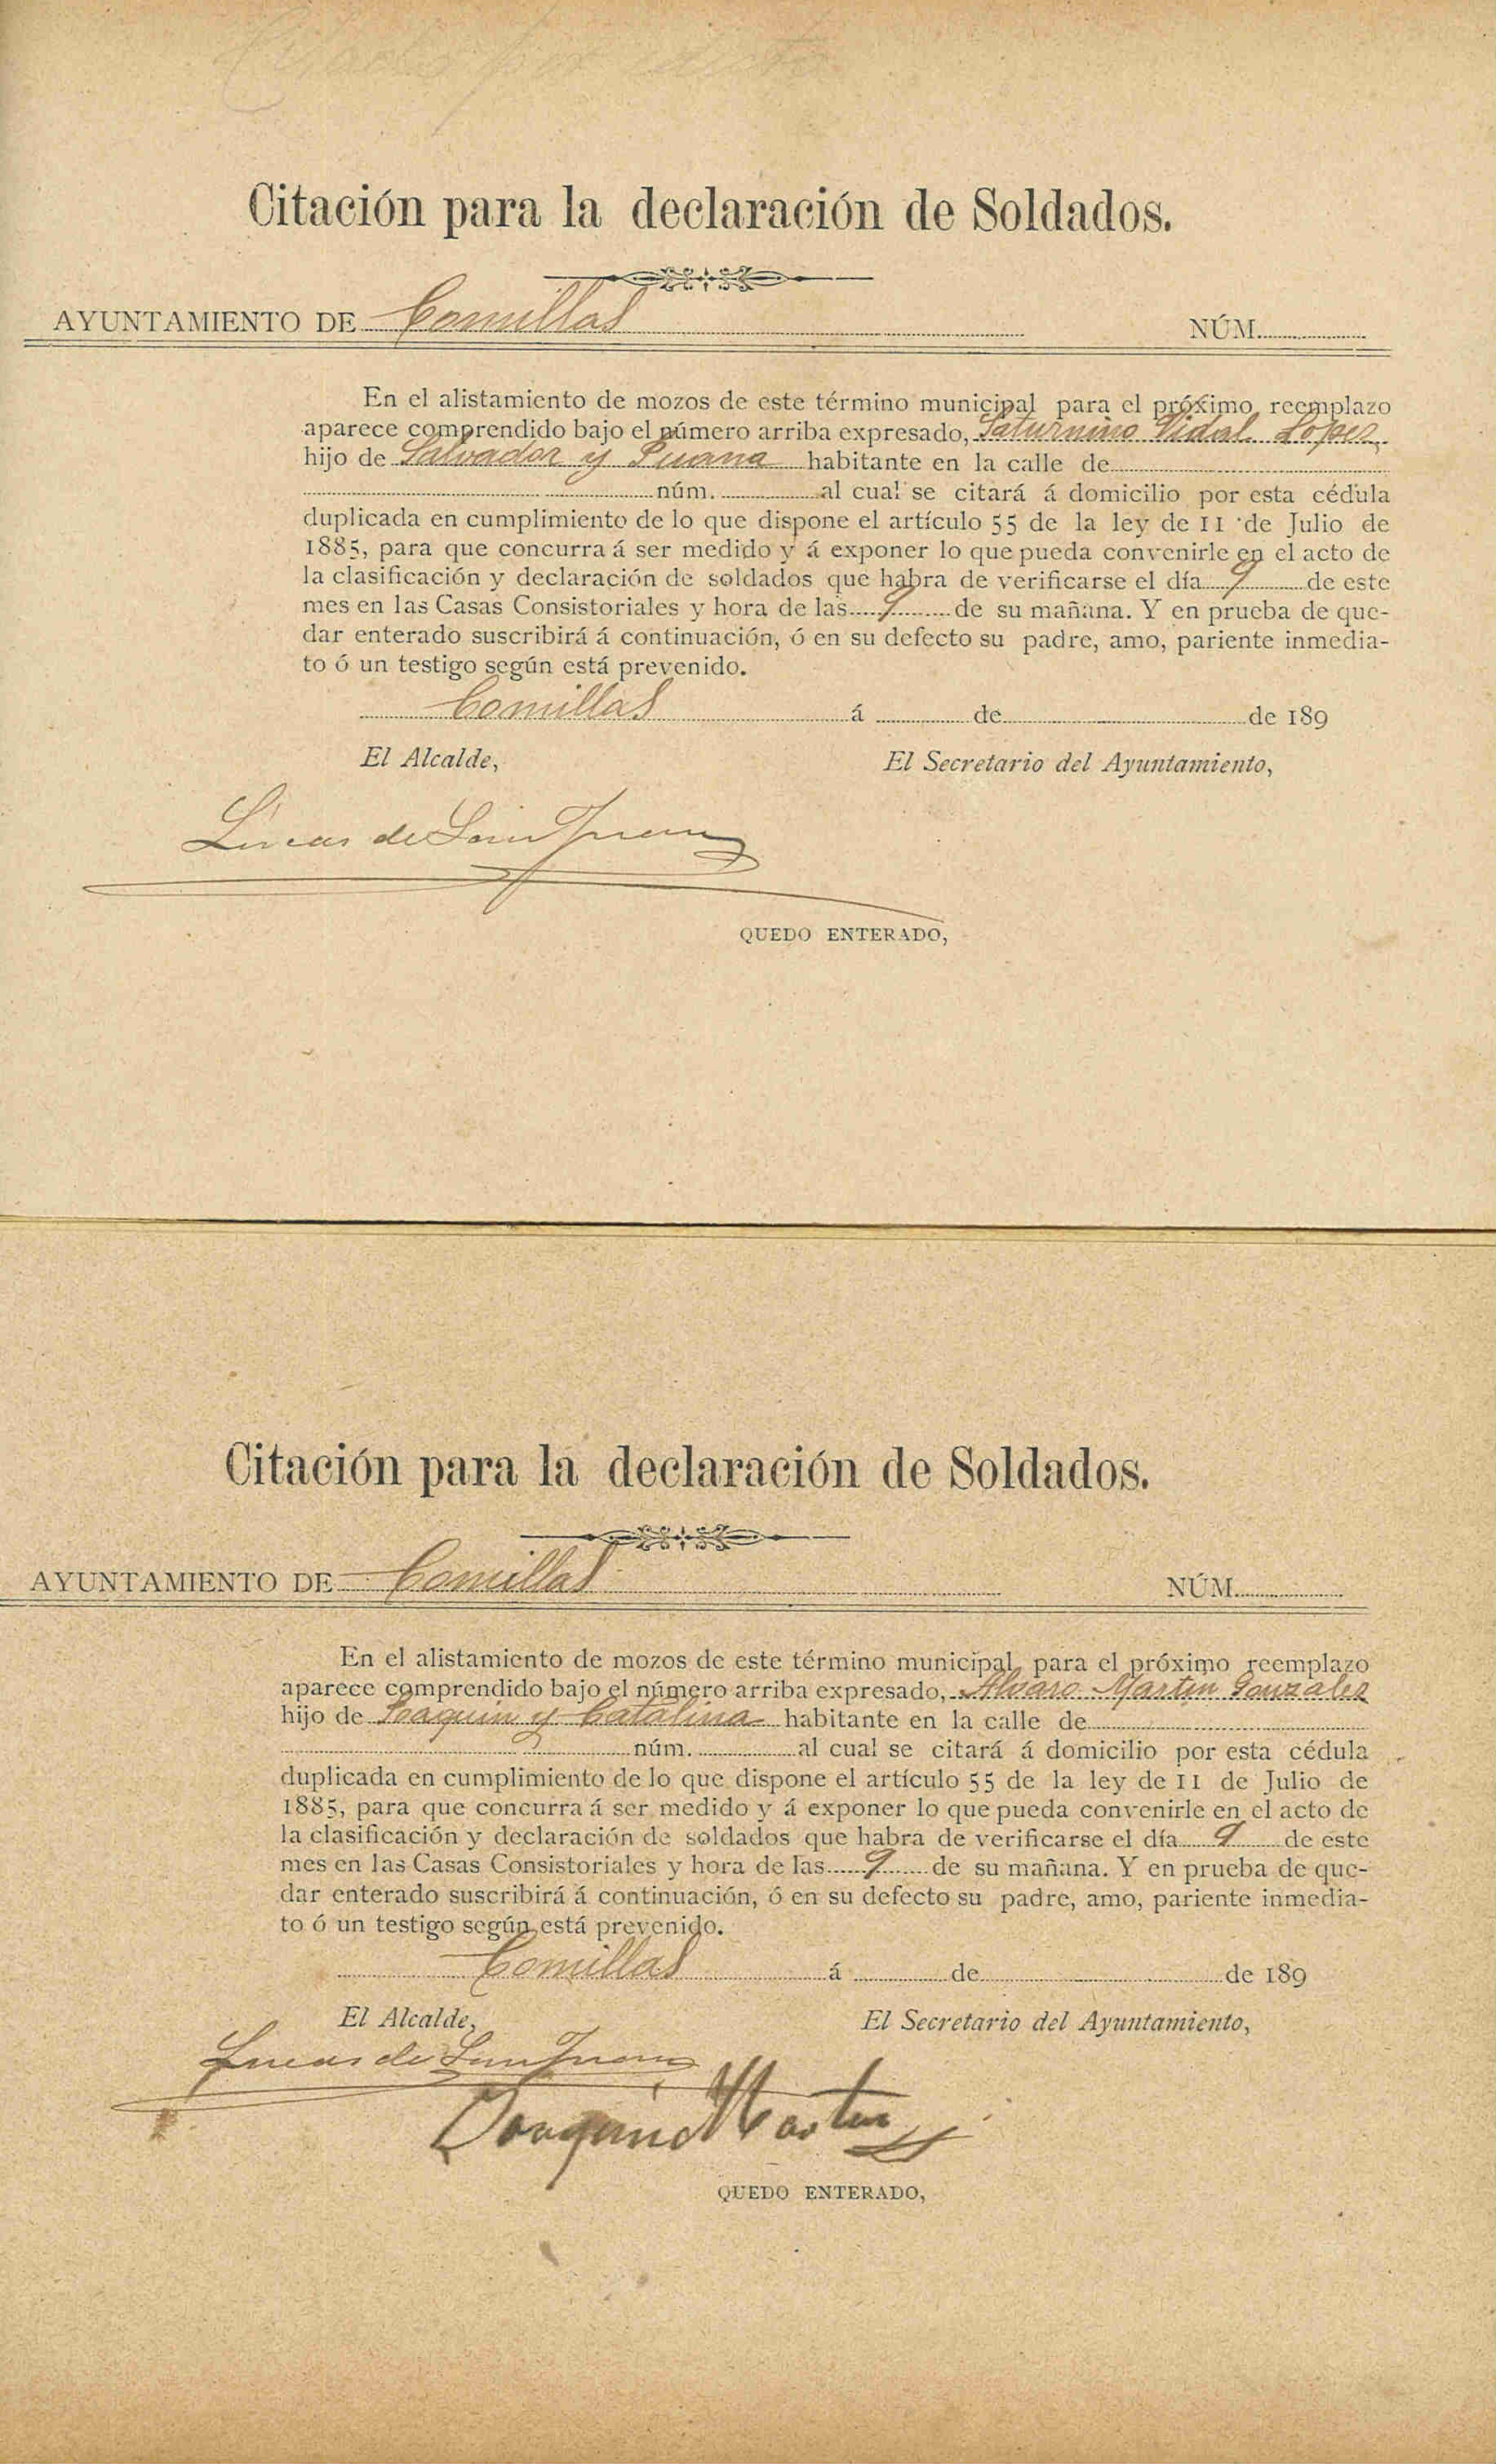 Citado por edicto
Citación para la declaración de Soldados.
AYUNTAMIENTO DE Comillas NÚM.
En el alistamiento de mozos de este término municipal para el próximo reemplazo
aparece comprendido bajo el número arriba expresado, Saturnino Vidal Lopez,
hijo de Salvador y Juana habitante en la calle de
núm. al cual se citará á domicilio por esta cédula
duplicada en cumplimiento de lo que dispone el artículo 55 de la ley de 11 de Julio de
1885, para que concurra á ser medido y á exponer lo que pueda convenirle en el acto de
la clasificación y declaración de soldados que habra de verificarse el día 9 de este
mes en las Casas Consistoriales y hora de las 9 de su mañana. Y en prueba de que-
dar enterado suscribirá á continuación, ó en su defecto su padre, amo, pariente inmedia-
to ó un testigo según está prevenido.
Comillas á de de 189
El Alcalde, El Secretario del Ayuntamiento,
Lucas de San Juan
QUEDO ENTERADO,
Citación para la declaración de Soldados.
AYUNTAMIENTO DE Comillas NÚM.
En el alistamiento de mozos de este término municipal para el próximo reemplazo
aparece comprendido bajo el número arriba expresado, Alvaro Martin Gonzalez
hijo de Joaquin y Catalina habitante en la calle de
núm. al cual se citará á domicilio por esta cédula
duplicada en cumplimiento de lo que dispone el artículo 55 de la ley de 11 de Julio de
1885, para que concurra á ser medido y á exponer lo que pueda convenirle en el acto de
la clasificación y declaración de soldados que habra de verificarse el día 9 de este
mes en las Casas Consistoriales y hora de las 9 de su mañana. Y en prueba de que-
dar enterado suscribirá á continuación, ó en su defecto su padre, amo, pariente inmedia-
to ó un testigo según está prevenido.
Comillas á de de 189
El Alcalde, El Secretario del Ayuntamiento,
Lucas de San Juan
Joaquin Martin
QUEDO ENTERADO,